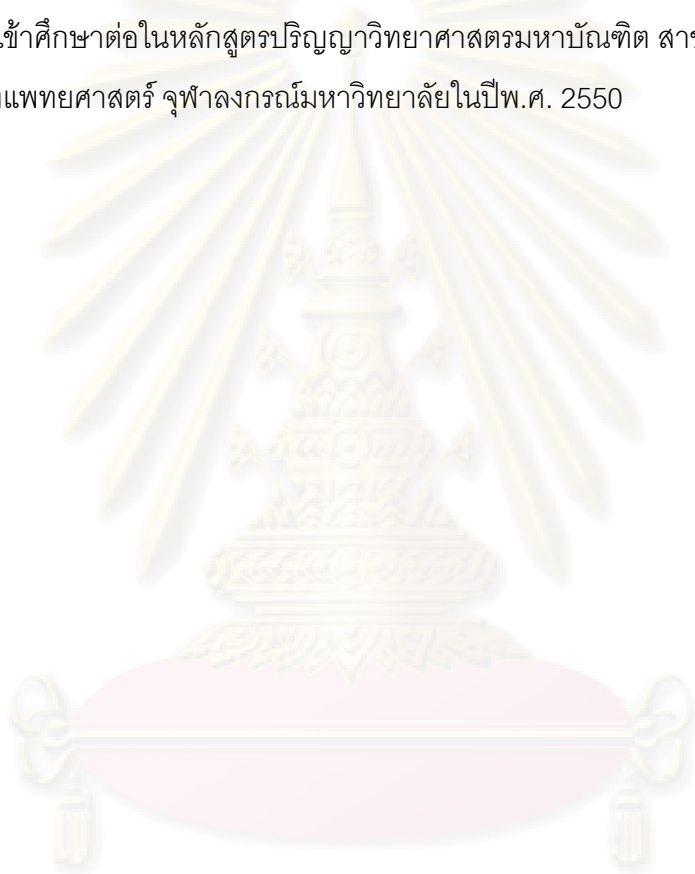 เข้าศึกษาต่อในหลักสูตรปริญญาวิทยาศาสตรมหาบัณฑิต
แพทยศาสตร์ จุฬาลงกรณ์มหาวิทยาลัยในปีพ.ศ. 2550